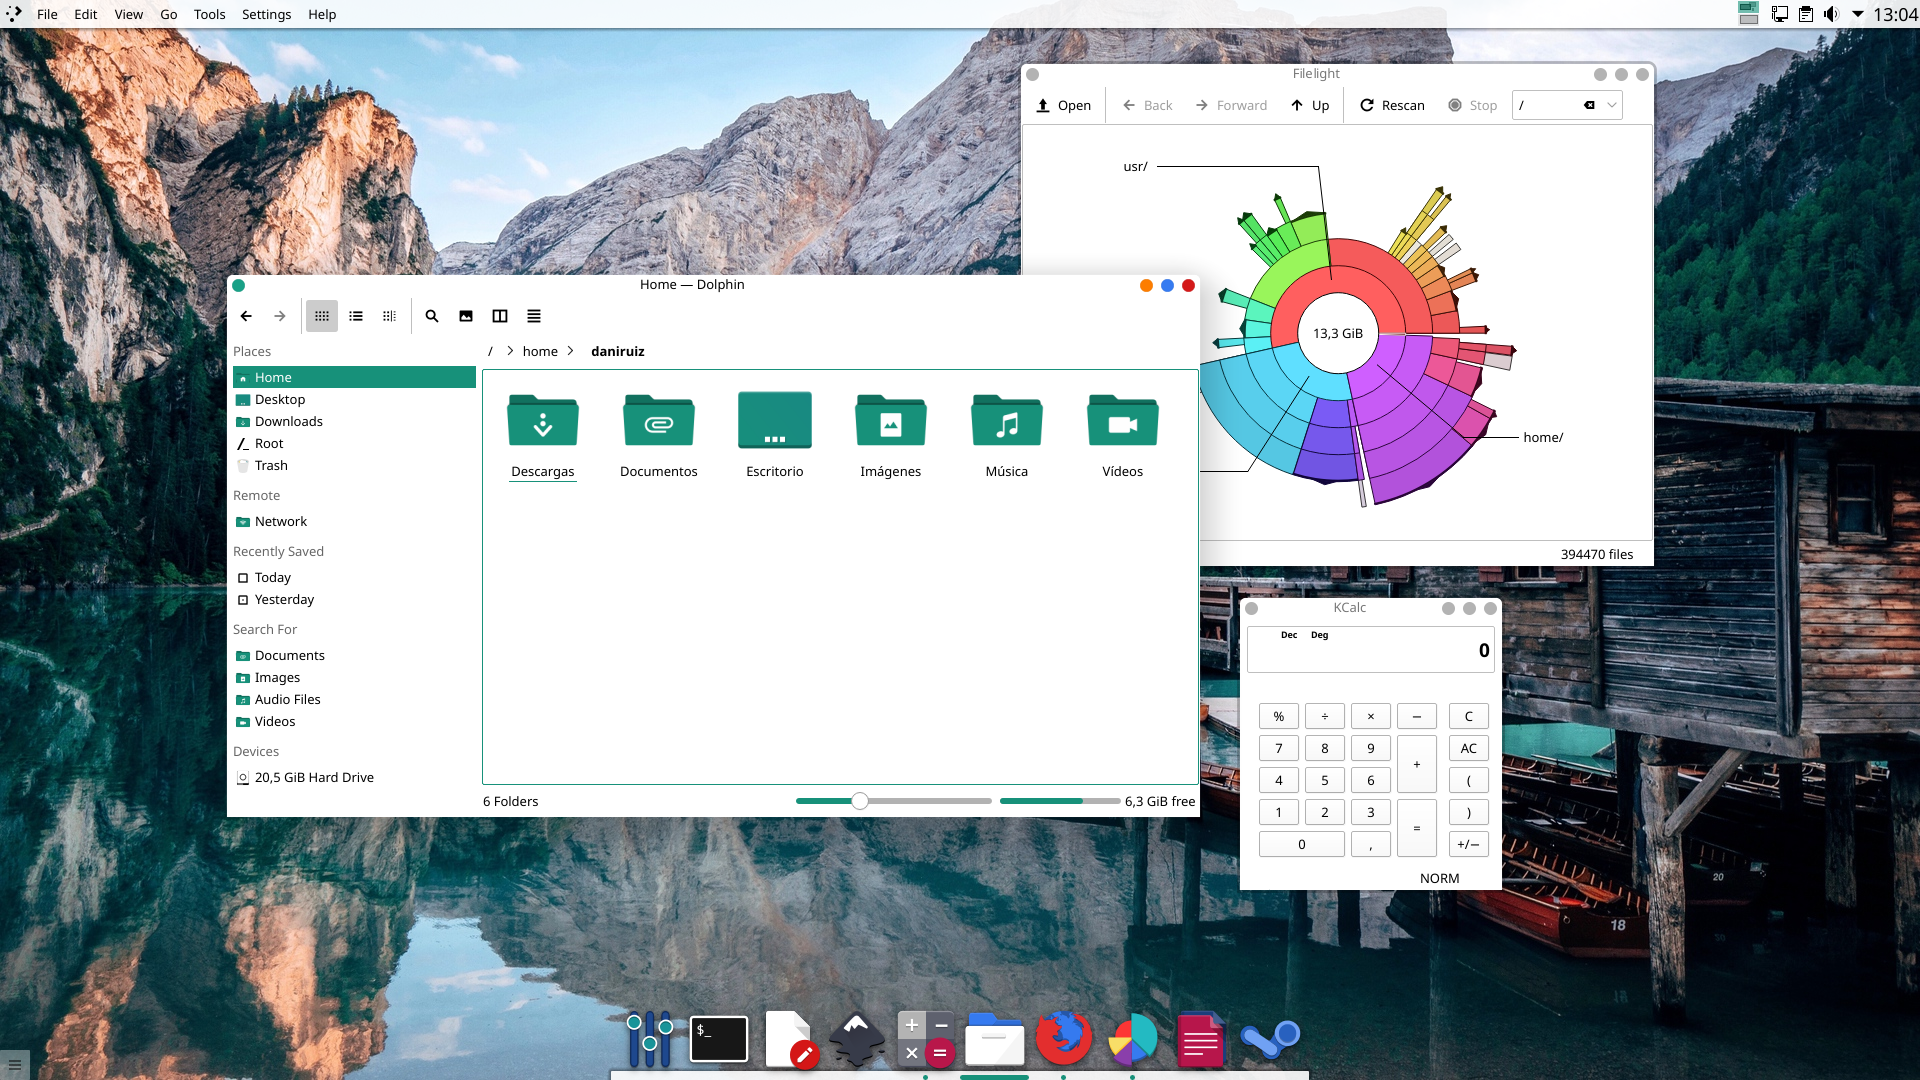 File Edit View Go Tools Settings Help 13:04
Filelight
Open Back Forward Up Rescan Stop /
usr/
13,3 GiB
home/
394470 files
Home — Dolphin
/ home daniruiz
Places
Home
Desktop
Downloads
Root
Trash
Remote
Network
Recently Saved
Today
Yesterday
Search For
Documents
Images
Audio Files
Videos
Devices
20,5 GiB Hard Drive
Descargas Documentos Escritorio Imágenes Música Vídeos
6 Folders 6,3 GiB free
KCalc
Dec Deg
0
% ÷ × − C
7 8 9 AC
+
4 5 6 (
1 2 3 )
=
0 , +/−
NORM
20
18
$_
+ −
× =